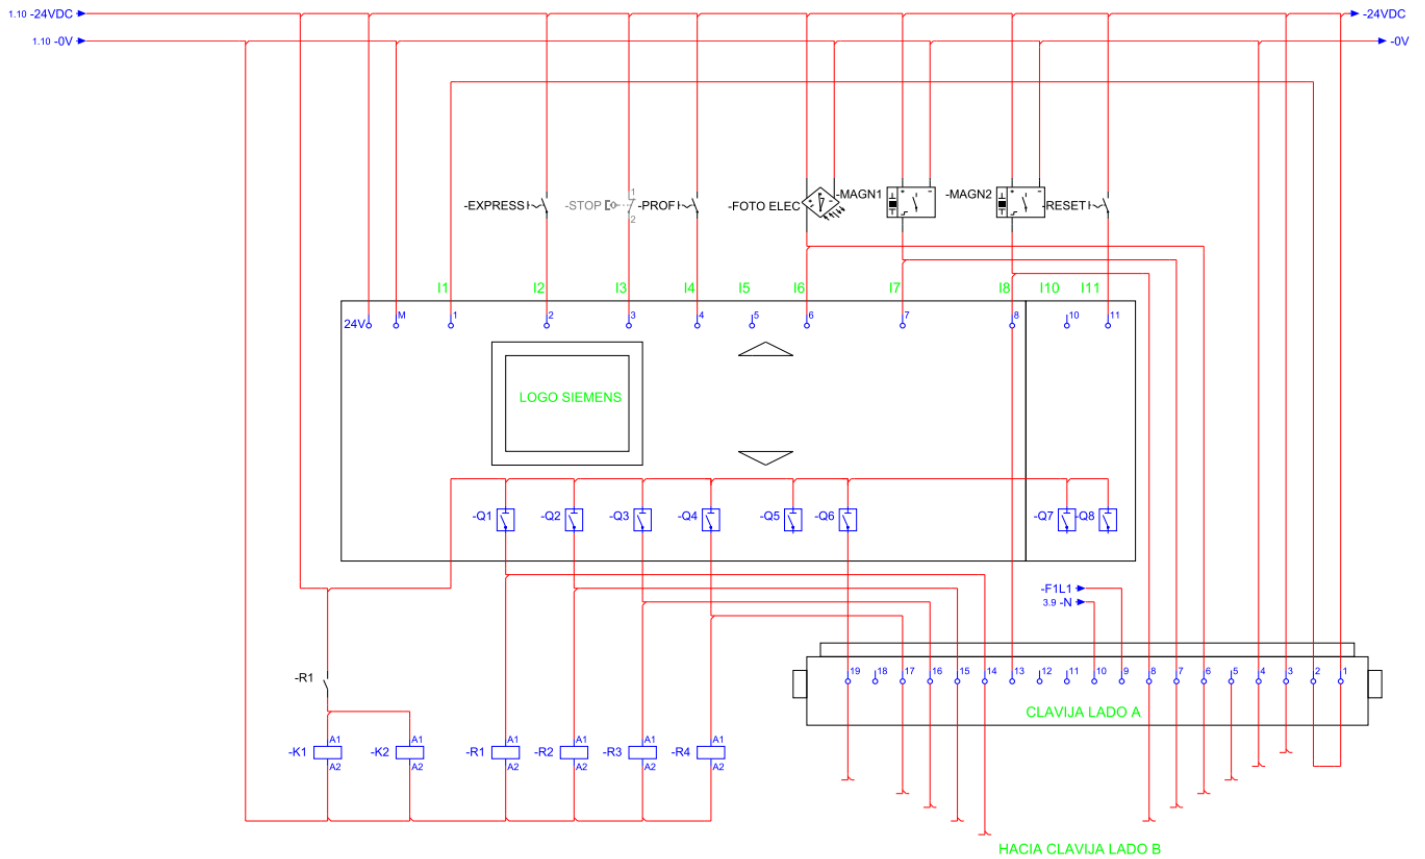 1.10 -24VDC
-24VDC
1.10 -0V
-0V
-EXPRESS
-STOP
1
2
-PROF
-FOTO ELEC
-MAGN1
-MAGN2
-RESET
I1
I2
I3
I4
I5
I6
I7
I8
I10
I11
24V
M
1
2
3
4
5
6
7
8
10
11
LOGO SIEMENS
-Q1
-Q2
-Q3
-Q4
-Q5
-Q6
-Q7
-Q8
-F1L1
3.9 -N
19
18
17
16
15
14
13
12
11
10
9
8
7
6
5
4
3
2
1
CLAVIJA LADO A
-R1
-K1
A1
A2
-K2
A1
A2
-R1
A1
A2
-R2
A1
A2
-R3
A1
A2
-R4
A1
A2
HACIA CLAVIJA LADO B